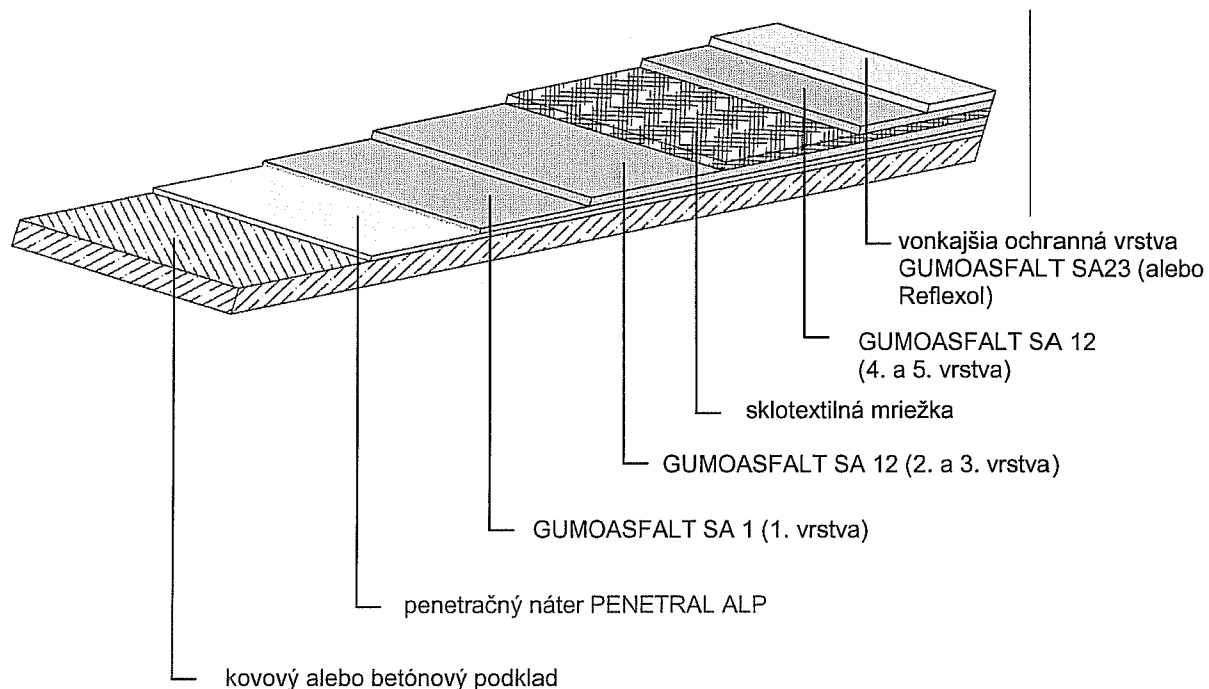 vonkajšia ochranná vrstva
GUMOASFALT SA23 (alebo
Reflexol)
GUMOASFALT SA 12
(4. a 5. vrstva)
sklotextilná mriežka
GUMOASFALT SA 12 (2. a 3. vrstva)
GUMOASFALT SA 1 (1. vrstva)
penetračný náter PENETRAL ALP
kovový alebo betónový podklad